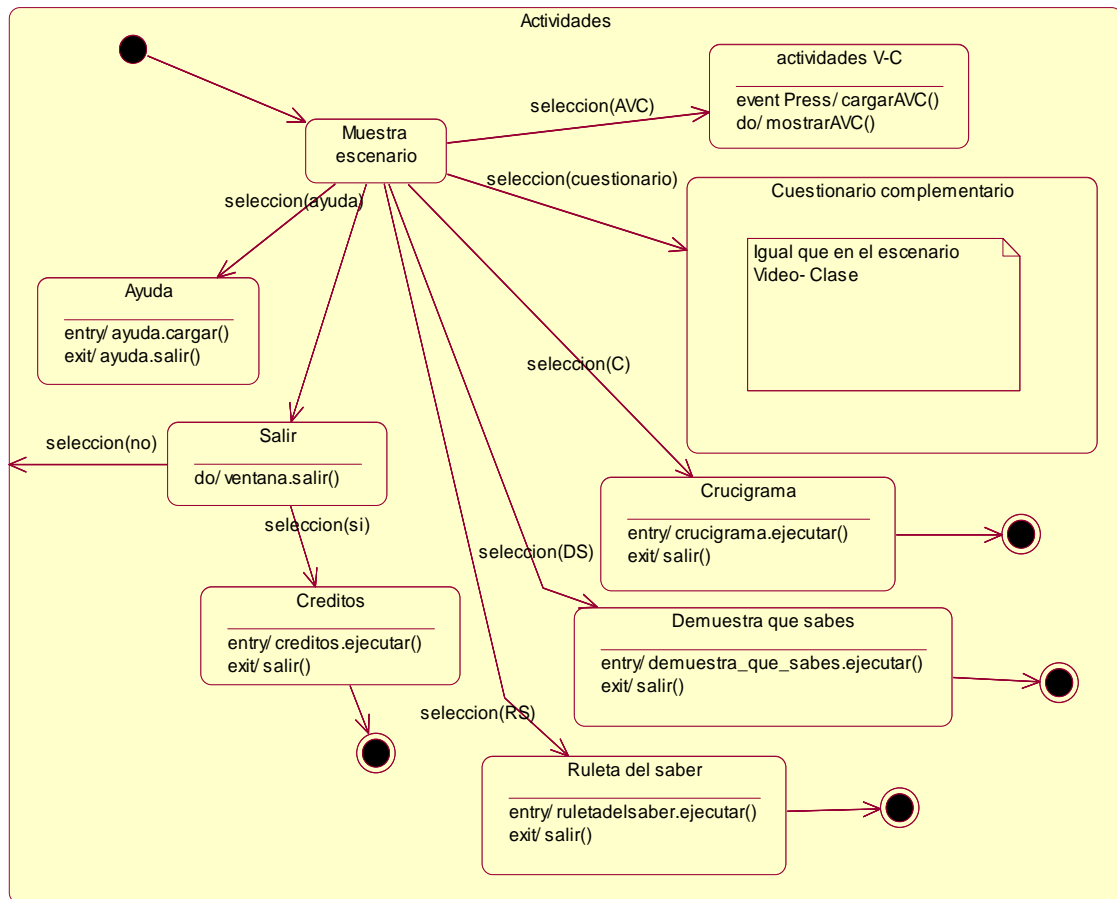 Actividades
actividades V-C
event Press/ cargarAVC()
do/ mostrarAVC()
seleccion(AVC)
Muestra
escenario
seleccion(cuestionario)
Cuestionario complementario
Igual que en el escenario
Video- Clase
seleccion(ayuda)
Ayuda
entry/ ayuda.cargar()
exit/ ayuda.salir()
seleccion(C)
Salir
do/ ventana.salir()
seleccion(no)
seleccion(si)
Crucigrama
entry/ crucigrama.ejecutar()
exit/ salir()
seleccion(DS)
Creditos
entry/ creditos.ejecutar()
exit/ salir()
Demuestra que sabes
entry/ demuestra_que_sabes.ejecutar()
exit/ salir()
seleccion(RS)
Ruleta del saber
entry/ ruletadelsaber.ejecutar()
exit/ salir()